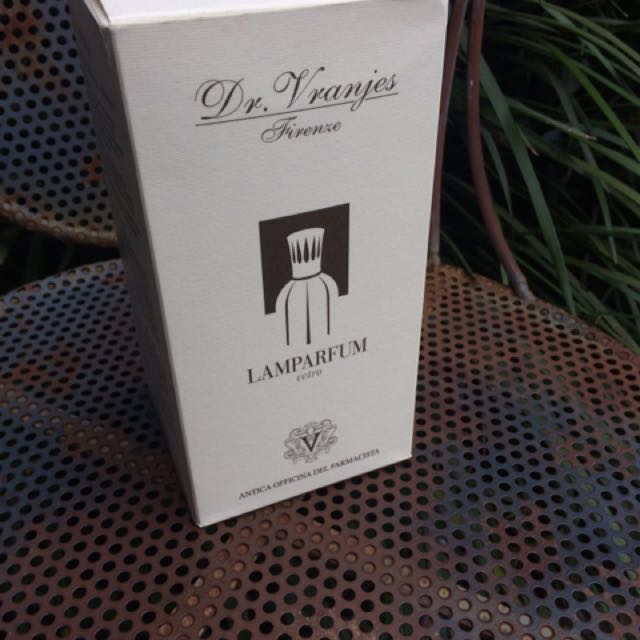 Dr. Vranjes
Firenze
LAMPARFUM
vetro
V
ANTICA OFFICINA DEL FARMACISTA